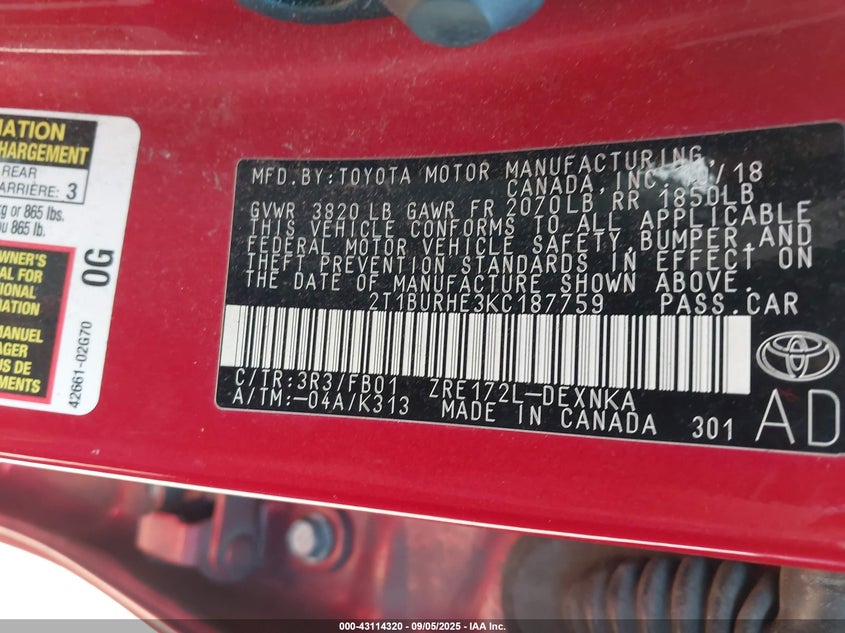 MATION
HARGEMENT
REAR
ARRIÈRE: 3
kg or 865 lbs.
u 865 lb.
OWNER'S
AL FOR
IONAL
RMATION
MANUEL
AGER
US DE
EMENTS
0G
42661-02G70
MFD.BY:TOYOTA MOTOR MANUFACTURING,
CANADA, INC. /18
GVWR 3820 LB GAWR FR 2070LB RR 1850LB
THIS VEHICLE CONFORMS TO ALL APPLICABLE
FEDERAL MOTOR VEHICLE SAFETY,BUMPER,AND
THEFT PREVENTION STANDARDS IN EFFECT ON
THE DATE OF MANUFACTURE SHOWN ABOVE.
2T1BURHE3KC187759 PASS.CAR
C/TR:3R3/FB01 ZRE172L-DEXNKA
A/TM:-04A/K313 MADE IN CANADA 301
AD
000-43114320 - 09/05/2025 - IAA Inc.